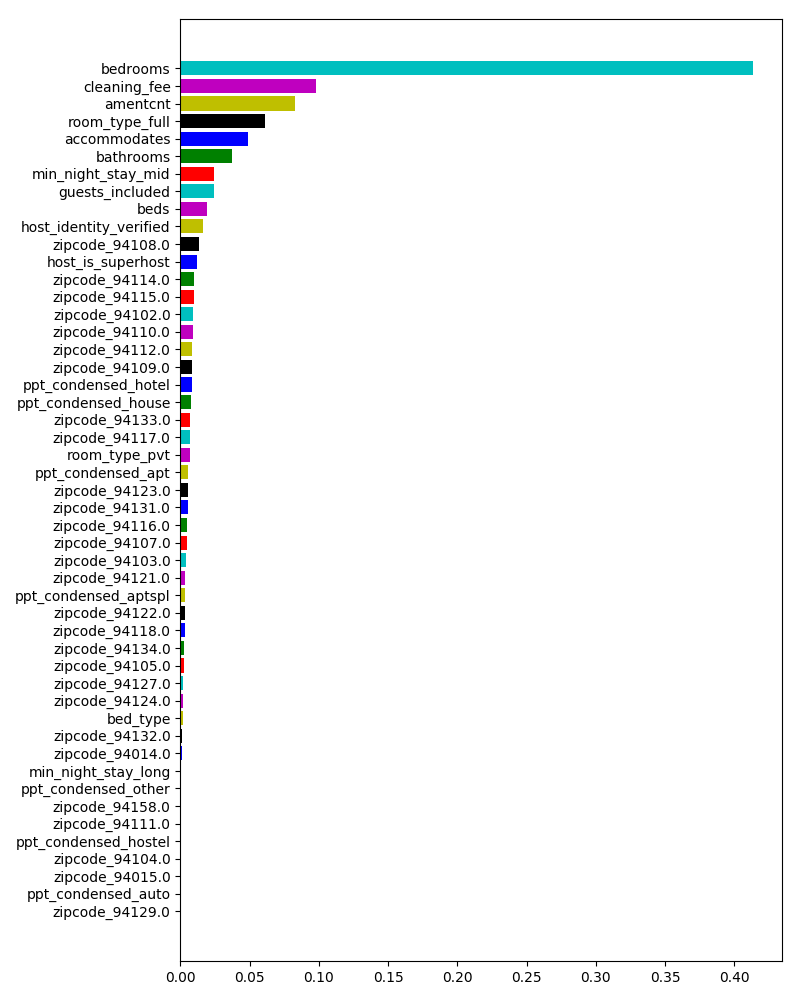 bedrooms
cleaning_fee
amentcnt
room_type_full
accommodates
bathrooms
min_night_stay_mid
guests_included
beds
host_identity_verified
zipcode_94108.0
host_is_superhost
zipcode_94114.0
zipcode_94115.0
zipcode_94102.0
zipcode_94110.0
zipcode_94112.0
zipcode_94109.0
ppt_condensed_hotel
ppt_condensed_house
zipcode_94133.0
zipcode_94117.0
room_type_pvt
ppt_condensed_apt
zipcode_94123.0
zipcode_94131.0
zipcode_94116.0
zipcode_94107.0
zipcode_94103.0
zipcode_94121.0
ppt_condensed_aptspl
zipcode_94122.0
zipcode_94118.0
zipcode_94134.0
zipcode_94105.0
zipcode_94127.0
zipcode_94124.0
bed_type
zipcode_94132.0
zipcode_94014.0
min_night_stay_long
ppt_condensed_other
zipcode_94158.0
zipcode_94111.0
ppt_condensed_hostel
zipcode_94104.0
zipcode_94015.0
ppt_condensed_auto
zipcode_94129.0
0.00 0.05 0.10 0.15 0.20 0.25 0.30 0.35 0.40